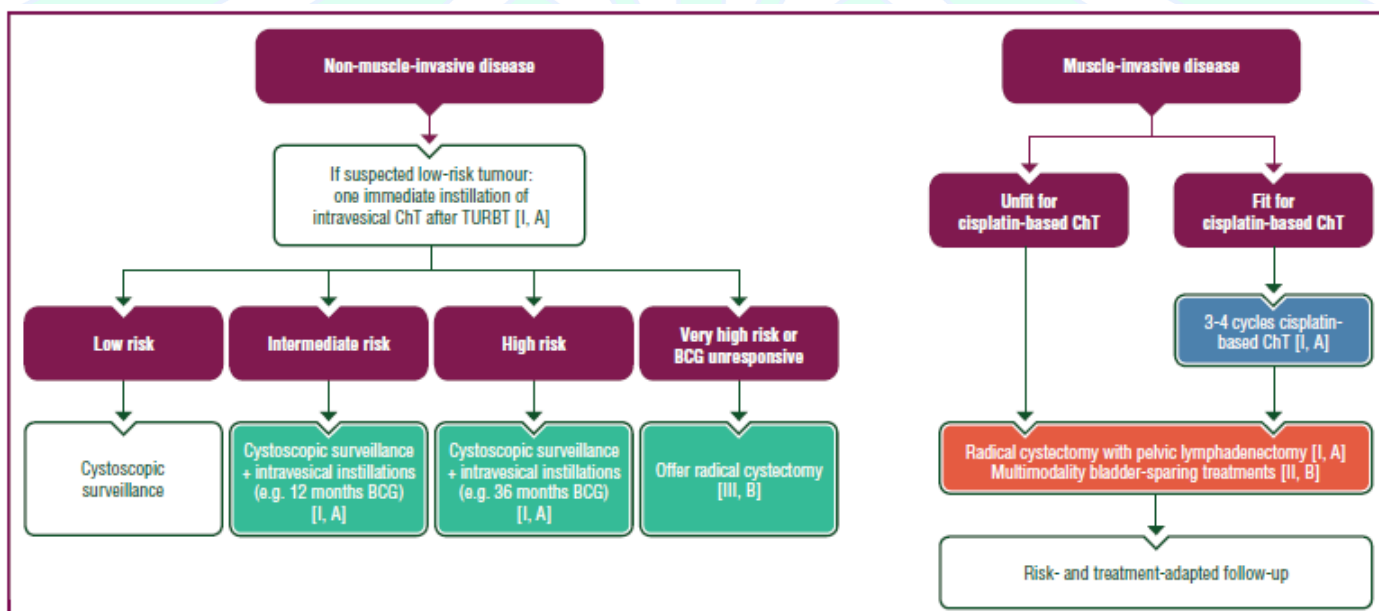 Non-muscle-invasive disease
If suspected low-risk tumour:
one immediate instillation of
intravesical ChT after TURBT [I, A]
Low risk
Intermediate risk
High risk
Very high risk or
BCG unresponsive
Cystoscopic
surveillance
Cystoscopic surveillance
+ intravesical instillations
(e.g. 12 months BCG)
[I, A]
Cystoscopic surveillance
+ intravesical instillations
(e.g. 36 months BCG)
[I, A]
Offer radical cystectomy
[III, B]
Muscle-invasive disease
Unfit for
cisplatin-based ChT
Fit for
cisplatin-based ChT
3-4 cycles cisplatin-
based ChT [I, A]
Radical cystectomy with pelvic lymphadenectomy [I, A]
Multimodality bladder-sparing treatments [II, B]
Risk- and treatment-adapted follow-up